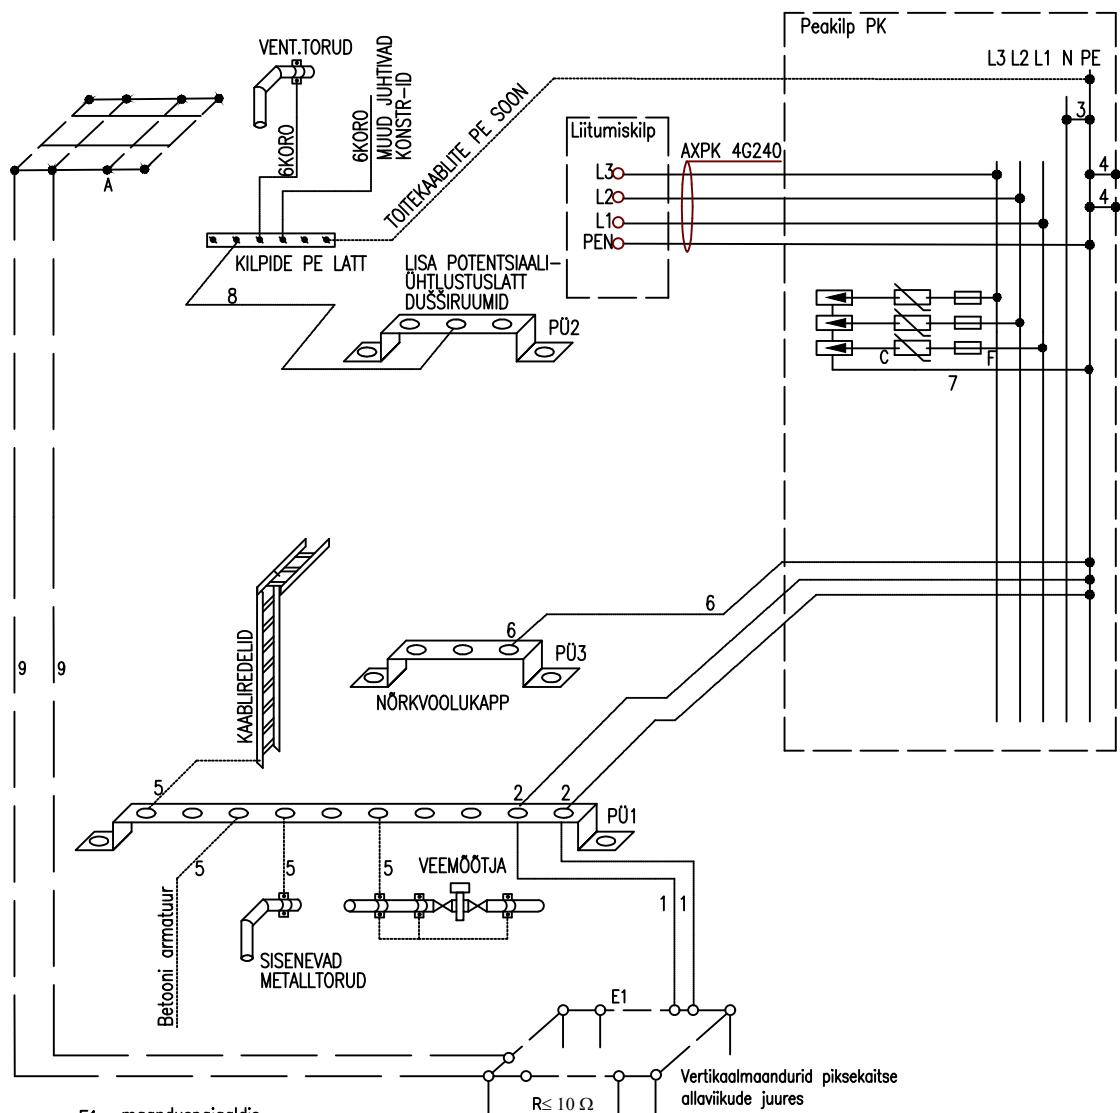 Peakilp PK
L3 L2 L1 N PE
VENT.TORUD
6KORO
6KORO
MUUD JUHTIVAD
KONSTR-ID
TOITEKAABLITE PE SOON
3
4
4
Liitumiskilp
AXPK 4G240
L3
L2
L1
PEN
A
KILPIDE PE LATT
8
LISA POTENTSIAALI-
ÜHTLUSTUSLATT
DUŠŠIRUUMID
PÜ2
C
F
7
9
9
KAABLIREDELID
6
6
PÜ3
NÕRKVOOLUKAPP
5
2
2
PÜ1
5
5
5
VEEMÕÕTJA
Betooni armatuur
SISENEVAD
METALLTORUD
1
1
E1
Vertikaalmaandurid piksekaitse
allaviikude juures
R≤ 10 Ω